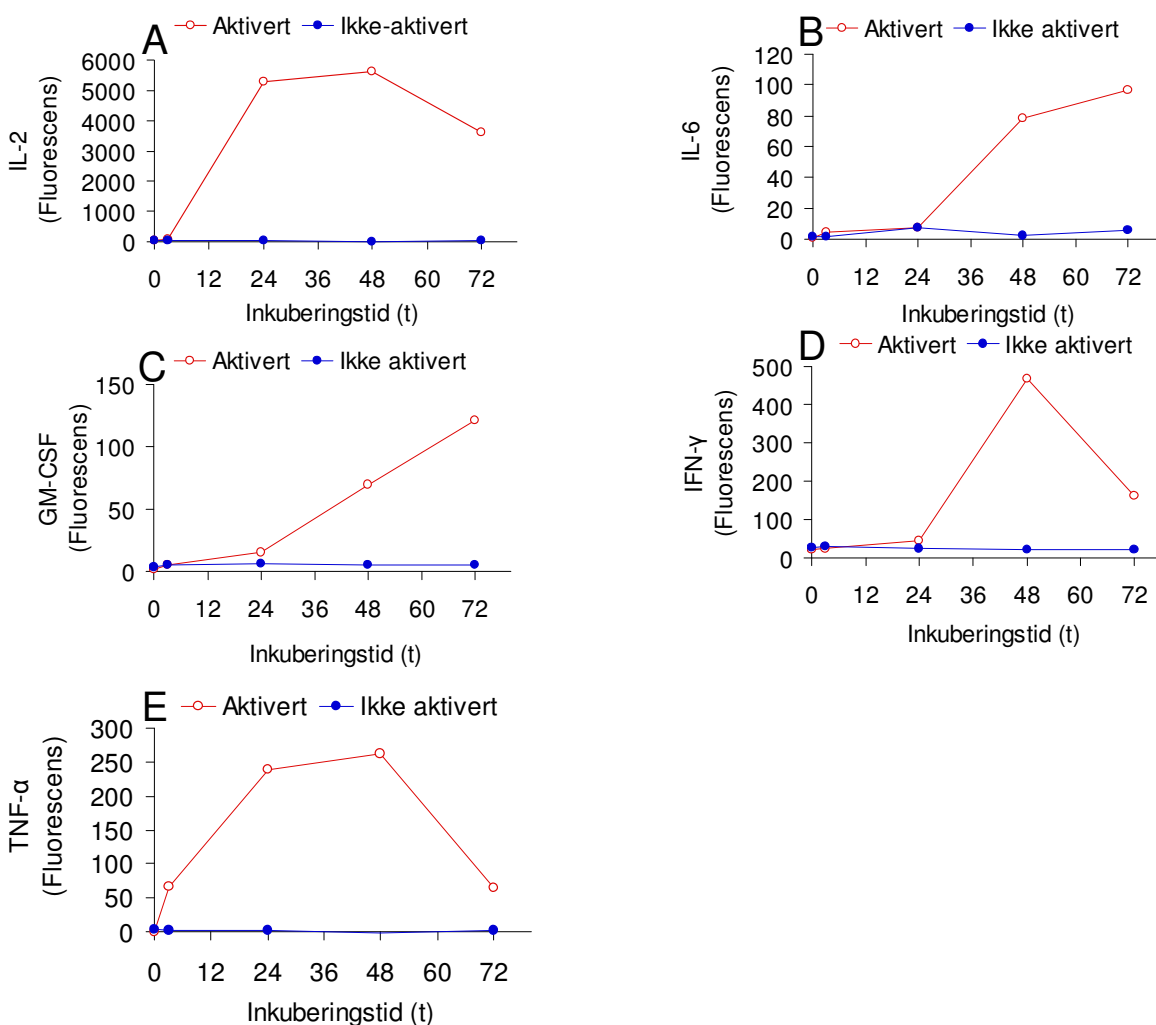 A
Aktivert Ikke-aktivert
IL-2
(Fluorescens)
6000
5000
4000
3000
2000
1000
0
0 12 24 36 48 60 72
Inkuberingstid (t)
B
Aktivert Ikke aktivert
IL-6
(Fluorescens)
120
100
80
60
40
20
0
0 12 24 36 48 60 72
Inkuberingstid (t)
C
Aktivert Ikke aktivert
GM-CSF
(Fluorescens)
150
100
50
0
0 12 24 36 48 60 72
Inkuberingstid (t)
D
Aktivert Ikke aktivert
IFN-γ
(Fluorescens)
500
400
300
200
100
0
0 12 24 36 48 60 72
Inkuberingstid (t)
E
Aktivert Ikke aktivert
TNF-α
(Fluorescens)
300
250
200
150
100
50
0
0 12 24 36 48 60 72
Inkuberingstid (t)